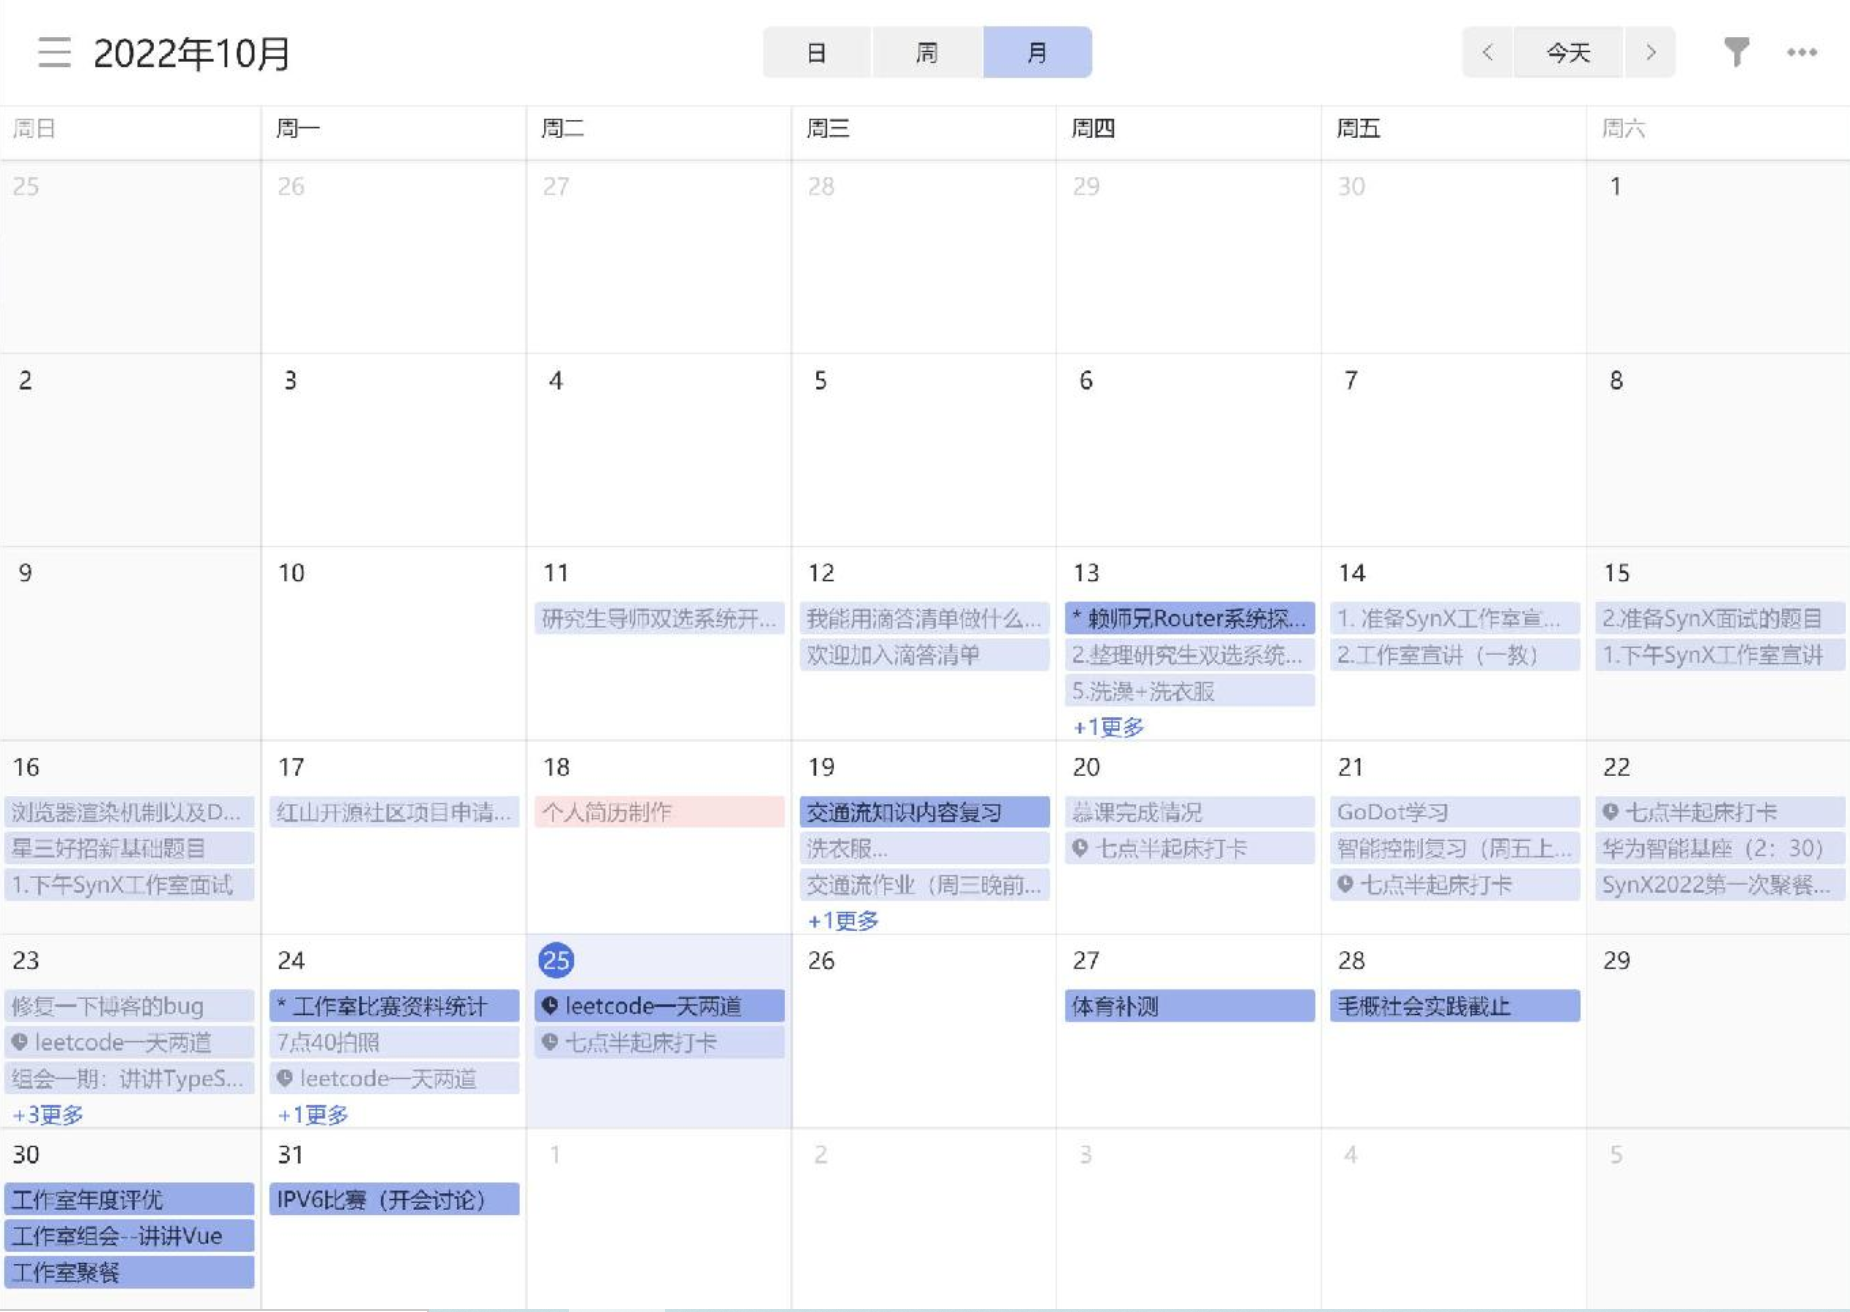 2022年10月
日
周
月
今天
周日
周一
周二
周三
周四
周五
周六
25
26
27
28
29
30
1
2
3
4
5
6
7
8
9
10
11
12
13
14
15
研究生导师双选系统开...
我能用滴答清单做什么...
* 赖师兄Router系统探...
1. 准备SynX工作室宣...
2.准备SynX面试的题目
欢迎加入滴答清单
2.整理研究生双选系统...
2.工作室宣讲（一教）
1.下午SynX工作室宣讲
5.洗澡+洗衣服
+1更多
16
17
18
19
20
21
22
浏览器渲染机制以及D...
红山开源社区项目申请...
个人简历制作
交通流知识内容复习
慕课完成情况
GoDot学习
七点半起床打卡
星三好招新基础题目
洗衣服...
七点半起床打卡
智能控制复习（周五上...
华为智能基座（2：30）
1.下午SynX工作室面试
交通流作业（周三晚前...
七点半起床打卡
SynX2022第一次聚餐...
+1更多
23
24
25
26
27
28
29
修复一下博客的bug
* 工作室比赛资料统计
leetcode一天两道
体育补测
毛概社会实践截止
leetcode一天两道
7点40拍照
七点半起床打卡
组会一期：讲讲TypeS...
leetcode一天两道
+3更多
+1更多
30
31
1
2
3
4
5
工作室年度评优
IPV6比赛（开会讨论）
工作室组会--讲讲Vue
工作室聚餐